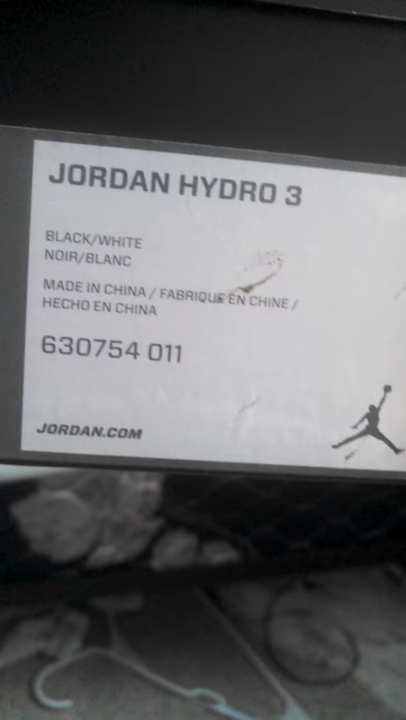 JORDAN HYDRO 3
BLACK/WHITE
NOIR/BLANC
MADE IN CHINA / FABRIQUE EN CHINE /
HECHO EN CHINA
630754 011
JORDAN.COM